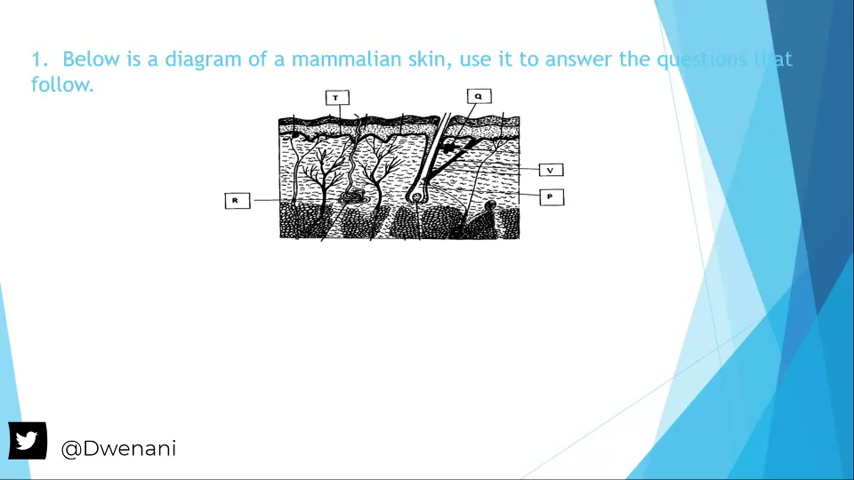 1. Below is a diagram of a mammalian skin, use it to answer the questions that
follow.
T
Q
V
P
R
@Dwenani